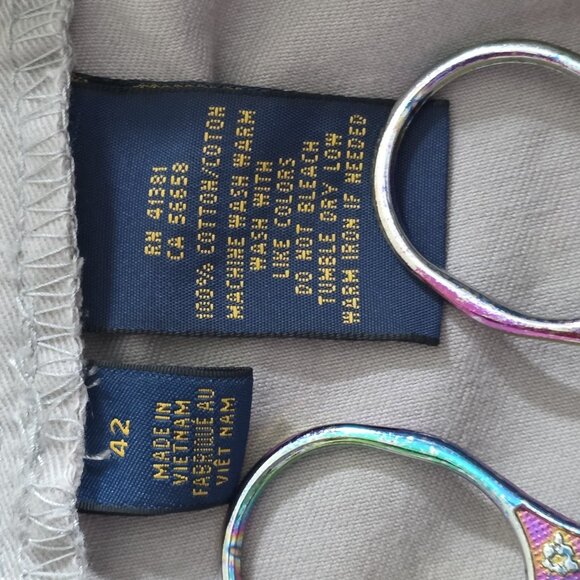 RN 41381
CA 56658
100% COTTON/COTON
MACHINE WASH WARM
WASH WITH
LIKE COLORS
DO NOT BLEACH
TUMBLE DRY LOW
WARM IRON IF NEEDED
42
MADE IN
VIETNAM
FABRIQUÉ AU
VIÊT NAM